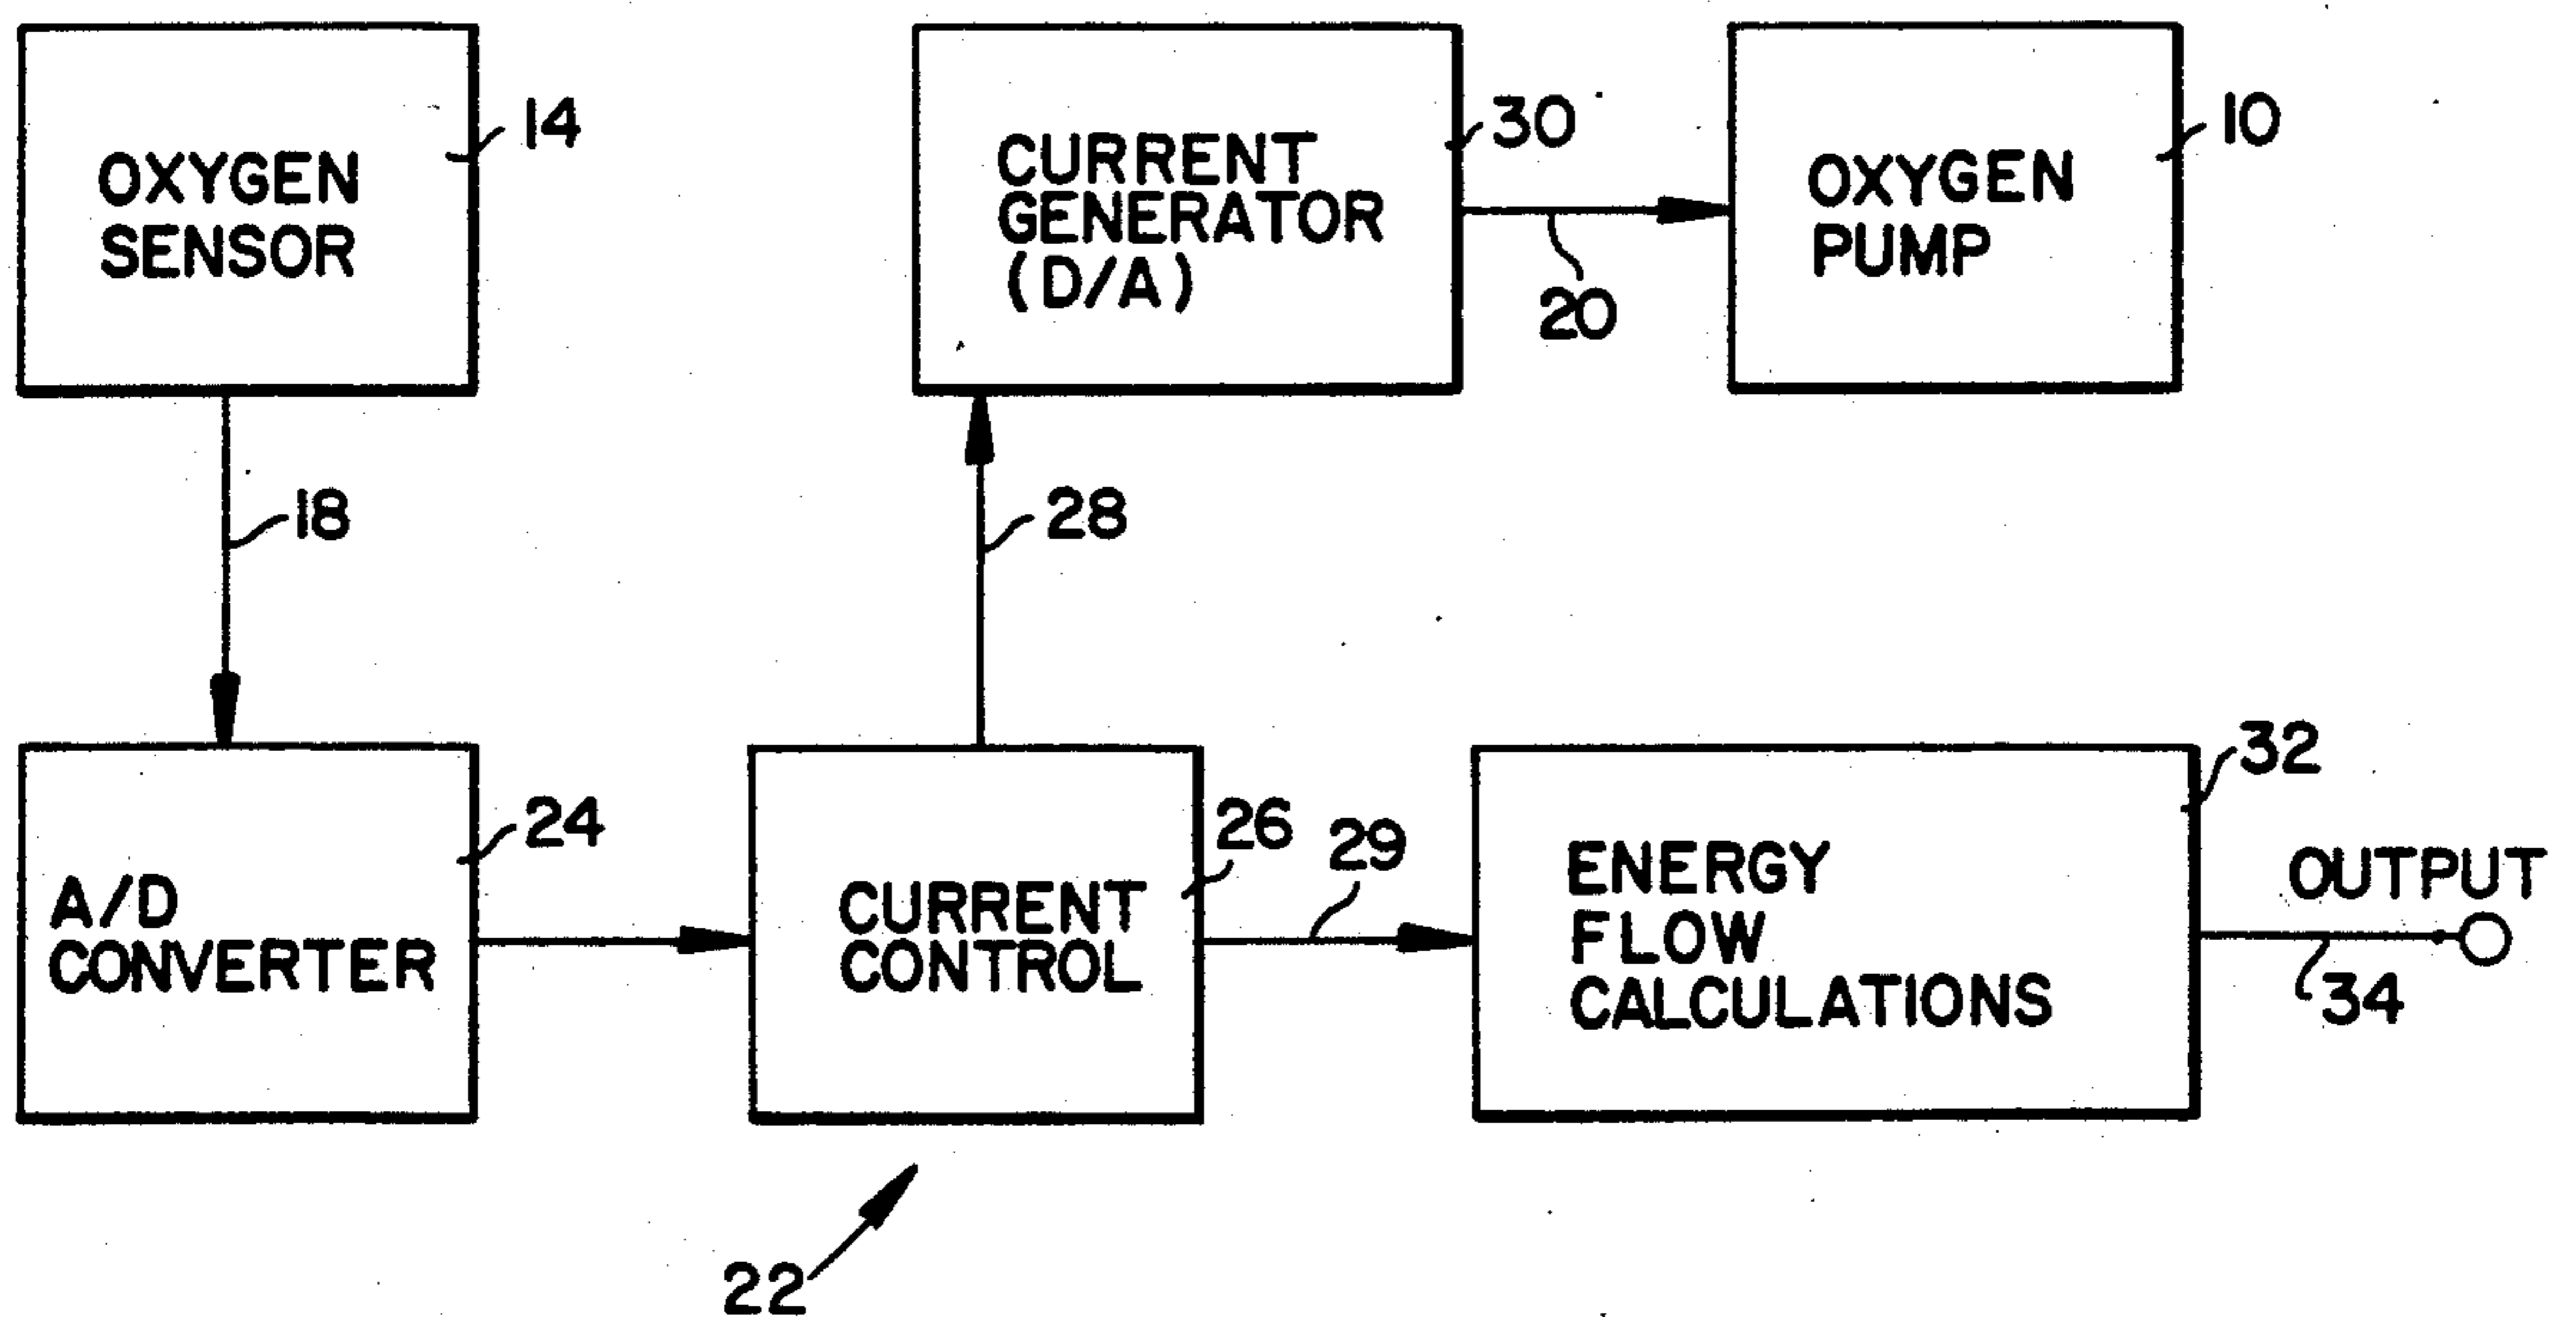 OXYGEN
SENSOR
14
CURRENT
GENERATOR
(D/A)
30
20
OXYGEN
PUMP
10
18
28
A/D
CONVERTER
24
CURRENT
CONTROL
26
29
ENERGY
FLOW
CALCULATIONS
32
OUTPUT
34
22